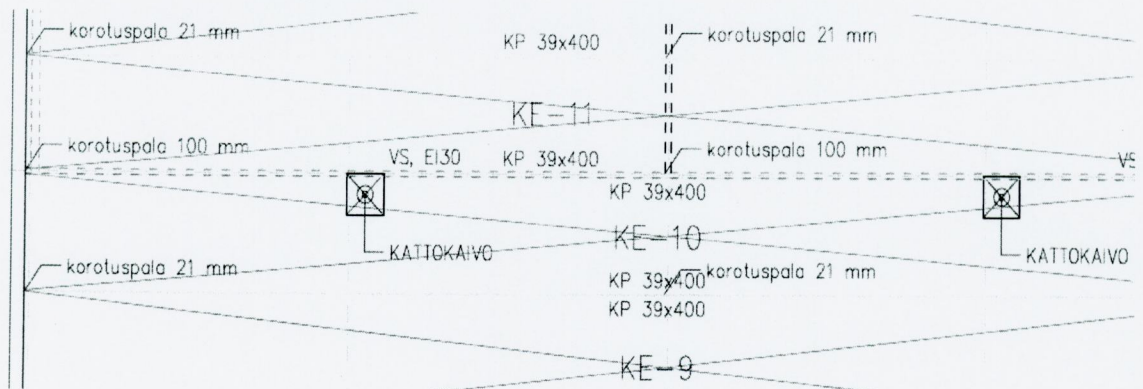 korotuspala 21 mm
KP 39x400
korotuspala 21 mm
KE-11
korotuspala 100 mm
VS, EI30
KP 39x400
korotuspala 100 mm
VS
KP 39x400
KE-10
KATTOKAIVO
KATTOKAIVO
korotuspala 21 mm
KP 39x400
korotuspala 21 mm
KP 39x400
KE-9